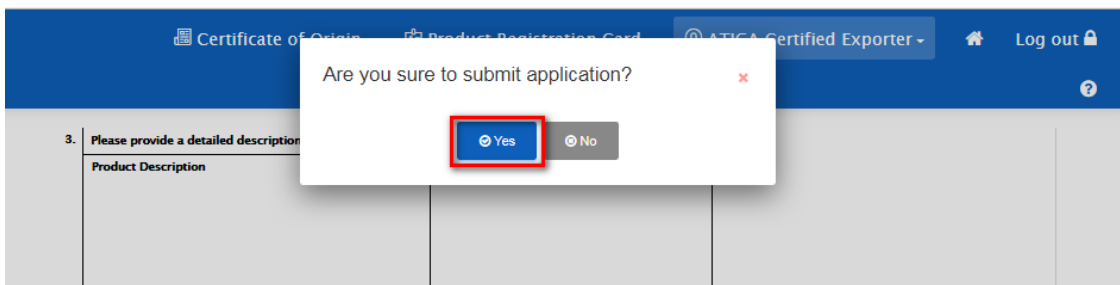 Certificate of Origin Product Registration Card ATIGA Certified Exporter Log out
Are you sure to submit application?
Yes No
3. Please provide a detailed description
Product Description